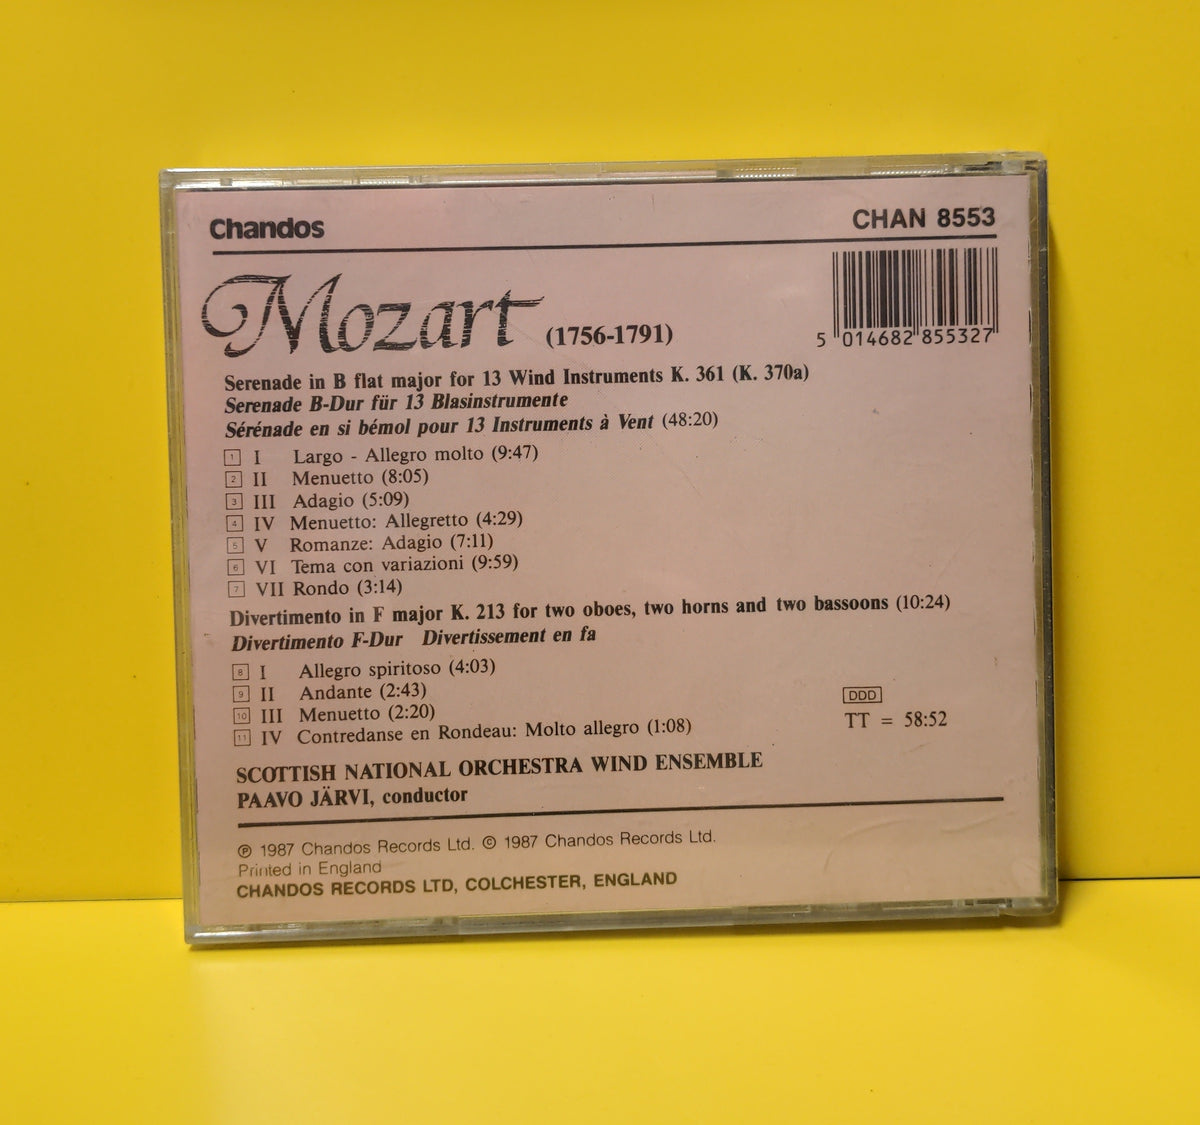 Chandos CHAN 8553
Mozart (1756-1791)
5 014682 855327
Serenade in B flat major for 13 Wind Instruments K. 361 (K. 370a)
Serenade B-Dur für 13 Blasinstrumente
Sérénade en si bémol pour 13 Instruments à Vent (48:20)
1 I Largo - Allegro molto (9:47)
2 II Menuetto (8:05)
3 III Adagio (5:09)
4 IV Menuetto: Allegretto (4:29)
5 V Romanze: Adagio (7:11)
6 VI Tema con variazioni (9:59)
7 VII Rondo (3:14)
Divertimento in F major K. 213 for two oboes, two horns and two bassoons (10:24)
Divertimento F-Dur Divertissement en fa
8 I Allegro spiritoso (4:03)
9 II Andante (2:43)
10 III Menuetto (2:20)
11 IV Contredanse en Rondeau: Molto allegro (1:08)
DDD
TT = 58:52
SCOTTISH NATIONAL ORCHESTRA WIND ENSEMBLE
PAAVO JÄRVI, conductor
℗ 1987 Chandos Records Ltd. © 1987 Chandos Records Ltd.
Printed in England
CHANDOS RECORDS LTD, COLCHESTER, ENGLAND